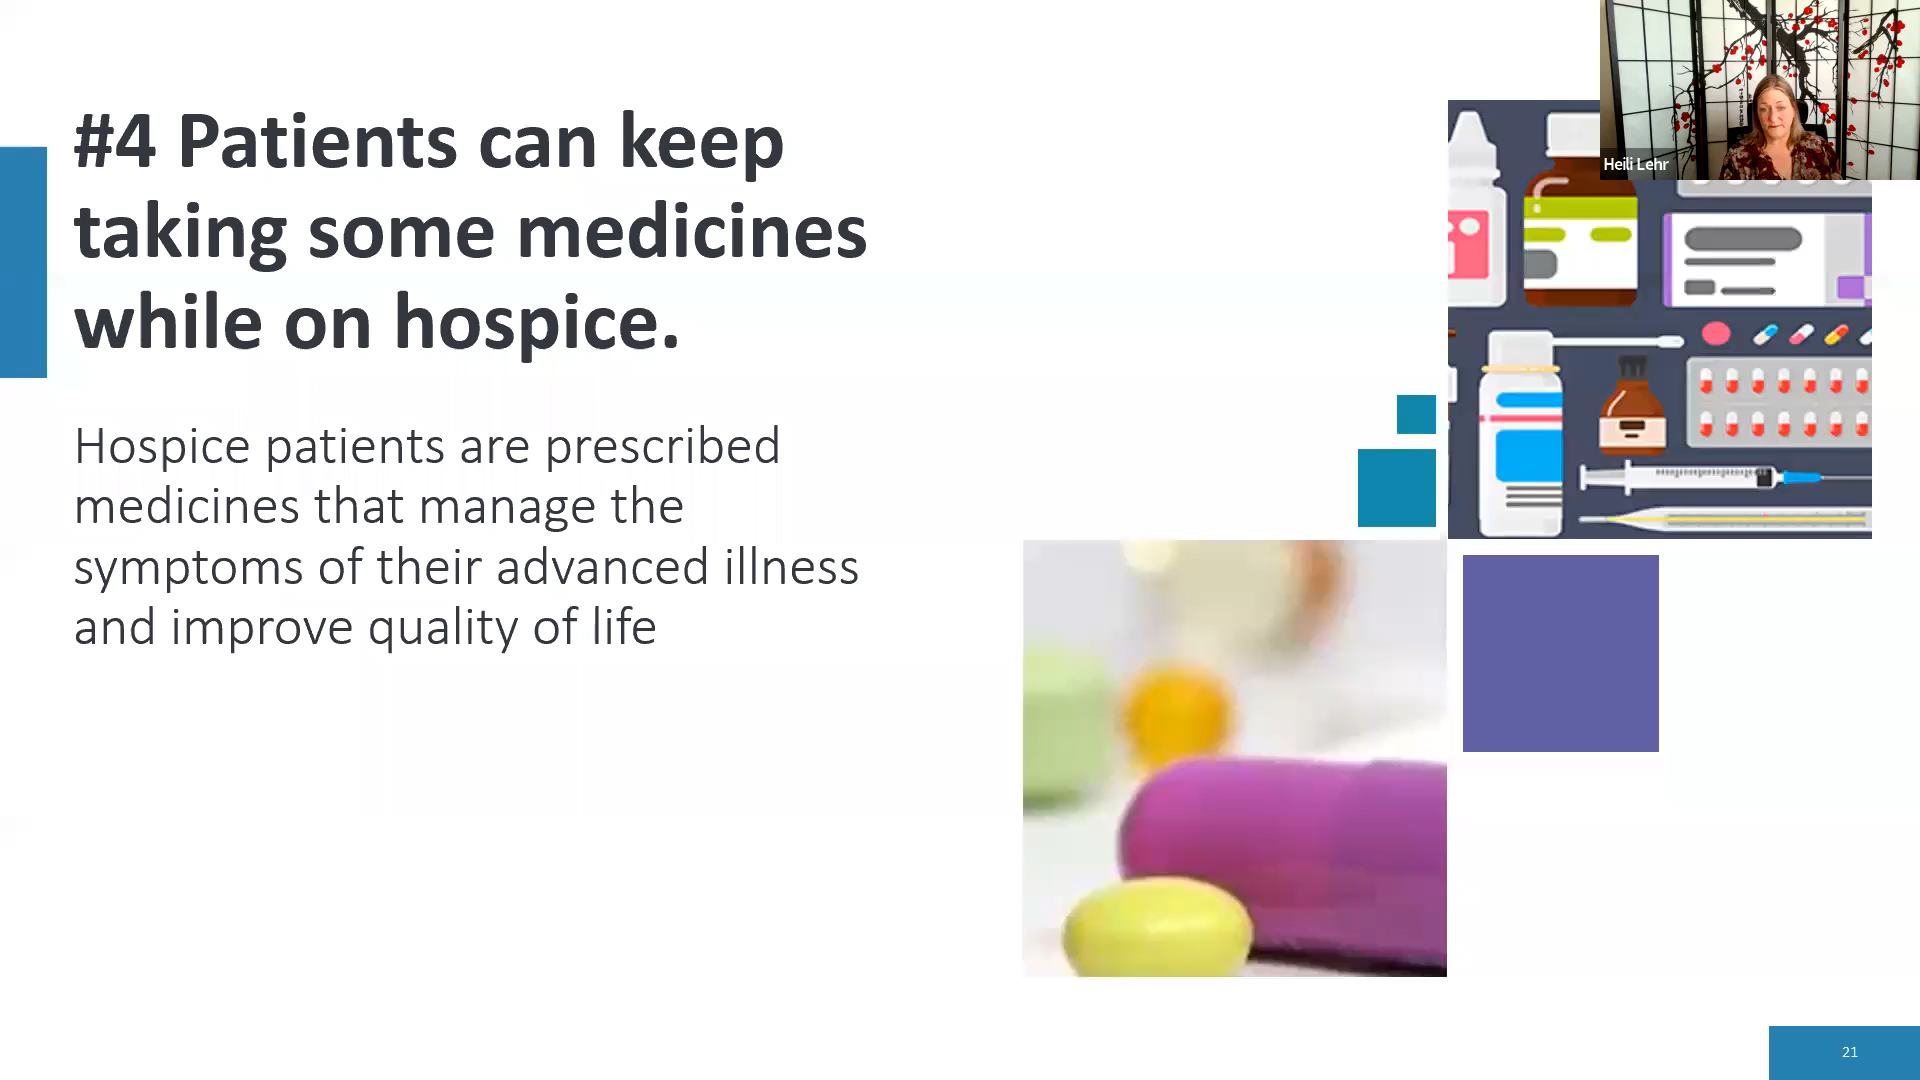 #4 Patients can keep
taking some medicines
while on hospice.
Hospice patients are prescribed
medicines that manage the
symptoms of their advanced illness
and improve quality of life
Heili Lehr
21